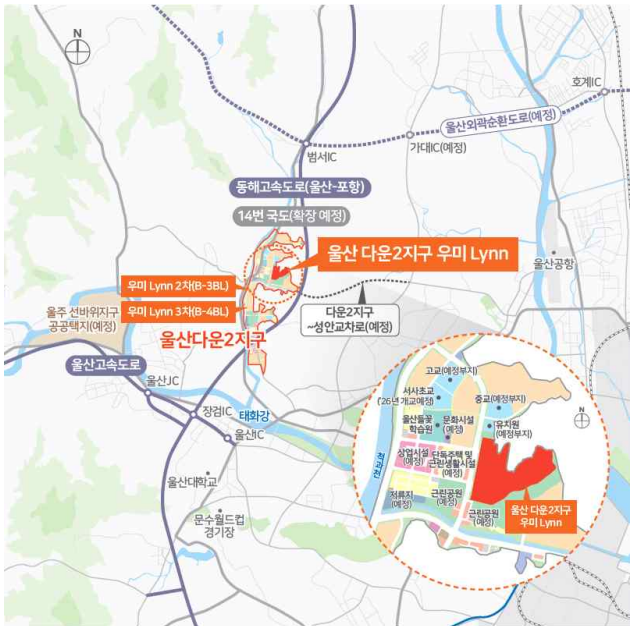 N
호계IC
울산외곽순환도로(예정)
가대IC(예정)
범서IC
동해고속도로(울산-포항)
14번 국도(확장 예정)
울산 다운2지구 우미 Lynn
울산공항
우미 Lynn 2차(B-3BL)
우미 Lynn 3차(B-4BL)
울주 선바위지구
공공택지(예정)
다운2지구
~성안교차로(예정)
울산다운2지구
울산고속도로
울산JC
장검IC
태화강
울산IC
울산대학교
문수월드컵
경기장
고교(예정부지)
서사초교
('26년 개교예정)
중교(예정부지)
N
울산들꽃
학습원
문화시설
(예정)
유치원
(예정부지)
척과천
상업시설
(예정)
단독주택 및
근린생활시설
(예정)
저류지
(예정)
근린공원
(예정)
근린공원
(예정)
울산 다운2지구
우미 Lynn